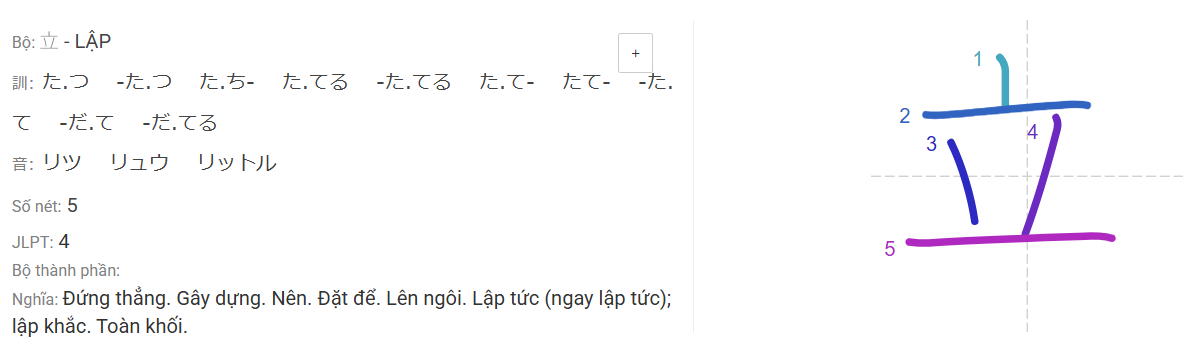 Bộ: 立 - LẬP
+
訓: た.つ -た.つ た.ち- た.てる -た.てる た.て- たて- -た.
て -だ.て -だ.てる
音: リツ リュウ リットル
Số nét: 5
JLPT: 4
Bộ thành phần:
Nghĩa: Đứng thẳng. Gây dựng. Nên. Đặt để. Lên ngôi. Lập tức (ngay lập tức);
lập khắc. Toàn khối.
立
1
2
3
4
5